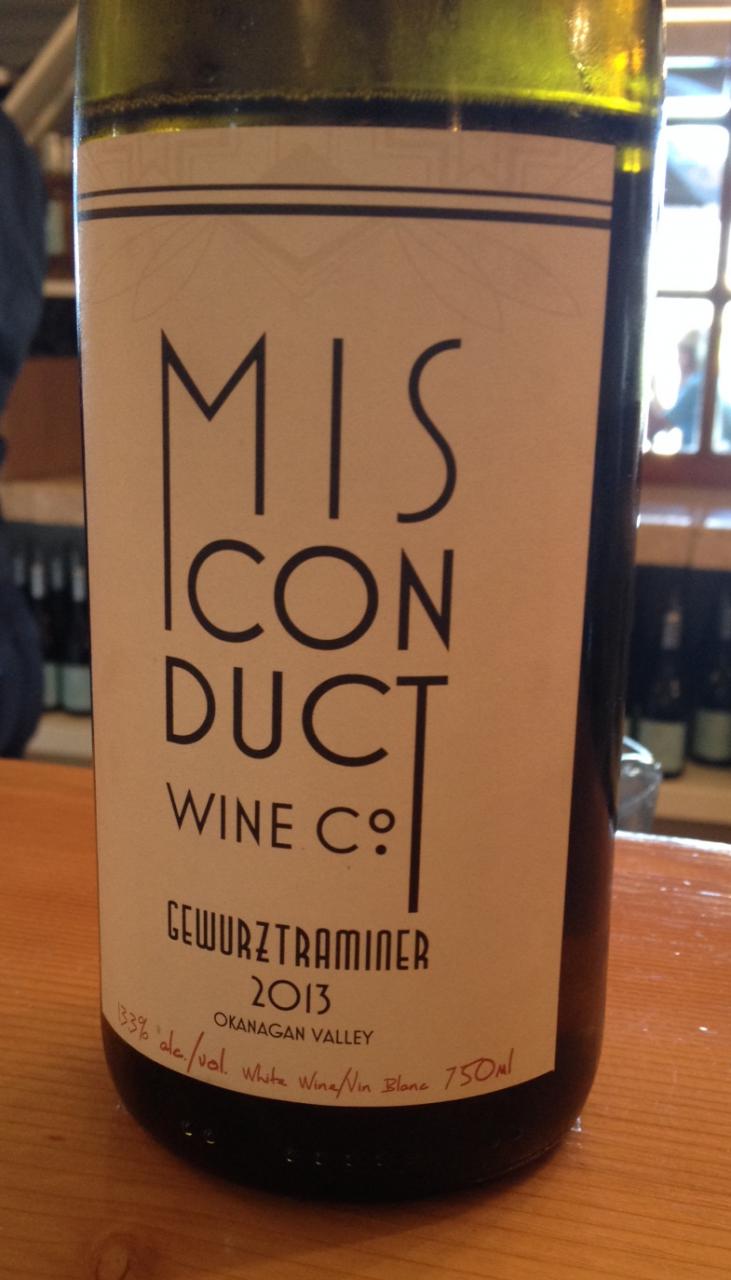 MIS
CON
DUCT
WINE Cº
GEWURZTRAMINER
2013
OKANAGAN VALLEY
13.3% alc./vol. White Wine/Vin Blanc 750ml